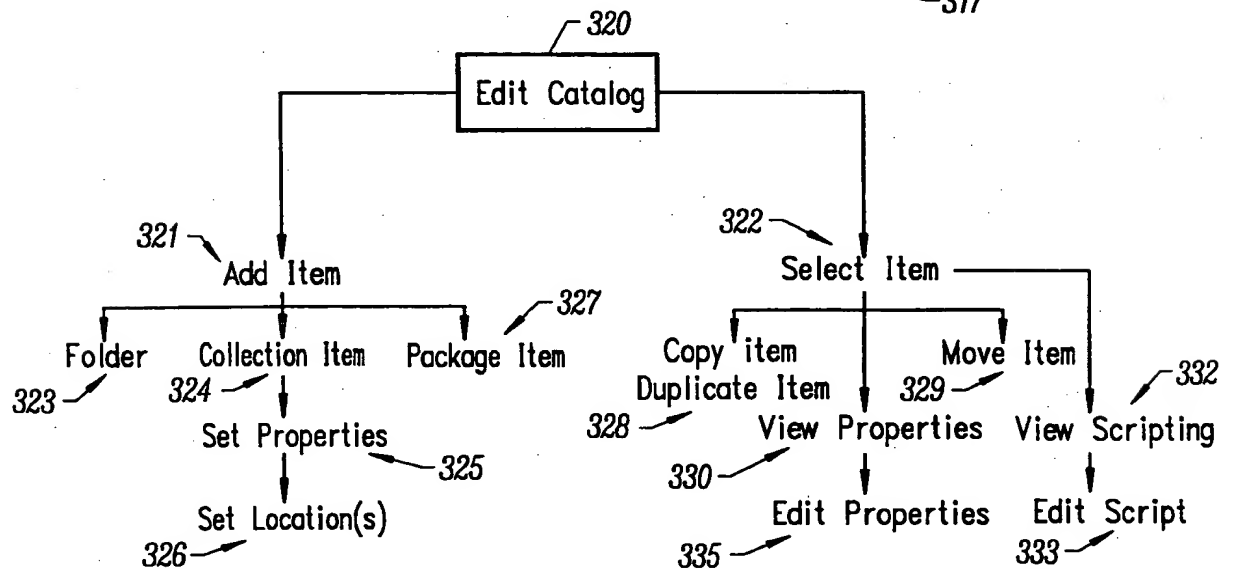 317
320
Edit Catalog
321
Add Item
322
Select Item
327
Folder
Collection Item
Package Item
Copy item
Duplicate Item
Move Item
323
324
328
329
332
Set Properties
325
View Properties
View Scripting
330
Set Location(s)
326
Edit Properties
335
Edit Script
333